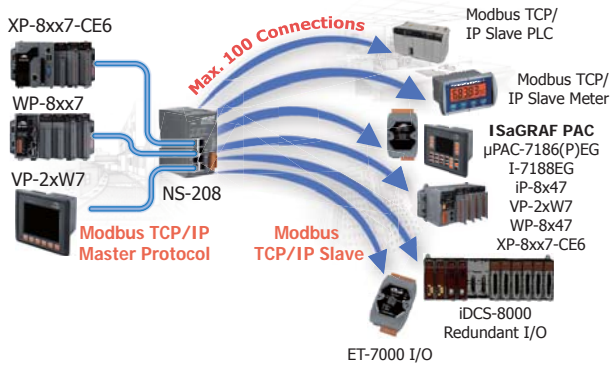 XP-8xx7-CE6
WP-8xx7
VP-2xW7
NS-208
Modbus TCP/IP
Master Protocol
Max. 100 Connections
Modbus
TCP/IP Slave
Modbus TCP/
IP Slave PLC
Modbus TCP/
IP Slave Meter
ISaGRAF PAC
µPAC-7186(P)EG
I-7188EG
iP-8x47
VP-2xW7
WP-8x47
XP-8xx7-CE6
iDCS-8000
Redundant I/O
ET-7000 I/O